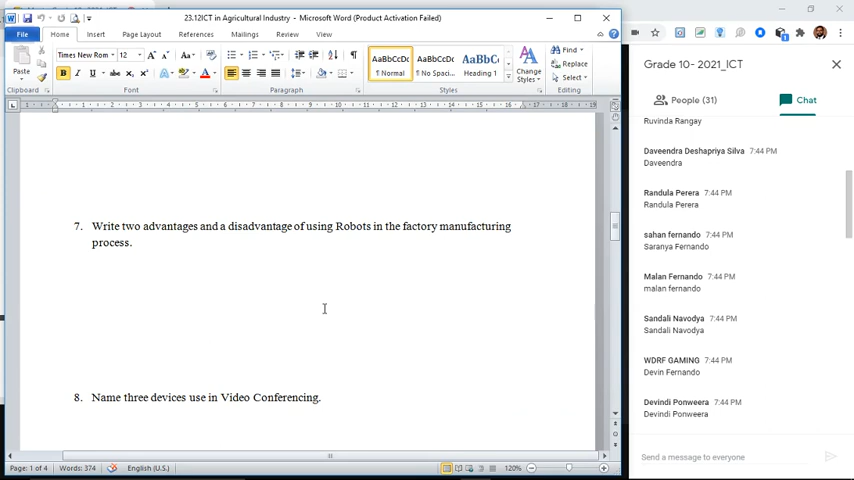 23.12ICT in Agricultural Industry - Microsoft Word (Product Activation Failed)
File Home Insert Page Layout References Mailings Review View
Paste
Clipboard
Times New Rom 12
B I U abc x₂ x² A
Font
Paragraph
AaBbCcDc AaBbCcDc AaBbC
¶ Normal ¶ No Spaci... Heading 1
Styles
Change
Styles
Find
Replace
Select
Editing
7. Write two advantages and a disadvantage of using Robots in the factory manufacturing
process.
8. Name three devices use in Video Conferencing.
Page: 1 of 4 Words: 374 English (U.S.) 120%
Grade 10- 2021_ICT
People (31) Chat
Ruvinda Rangay
Daveendra Deshapriya Silva 7:44 PM
Daveendra
Randula Perera 7:44 PM
Randula Perera
sahan fernando 7:44 PM
Saranya Fernando
Malan Fernando 7:44 PM
malan fernando
Sandali Navodya 7:44 PM
Sandali Navodya
WDRF GAMING 7:44 PM
Devin Fernando
Devindi Ponweera 7:44 PM
Devindi Ponweera
Send a message to everyone